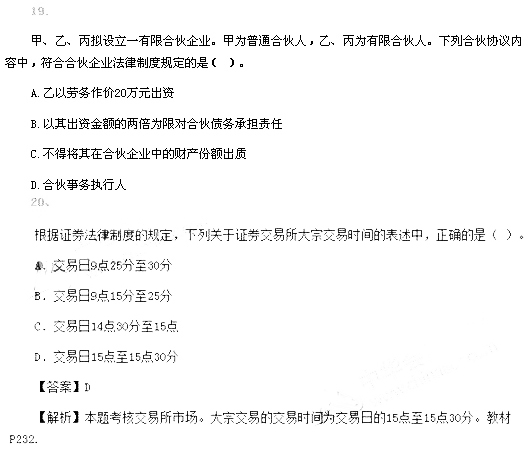 19.
甲、乙、丙拟设立一有限合伙企业。甲为普通合伙人，乙、丙为有限合伙人。下列合伙协议内
容中，符合合伙企业法律制度规定的是（ ）。
A.乙以劳务作价20万元出资
B.以其出资金额的两倍为限对合伙债务承担责任
C.不得将其在合伙企业中的财产份额出质
D.合伙事务执行人
20、
根据证券法律制度的规定，下列关于证券交易所大宗交易时间的表述中，正确的是（ ）。
A．交易日9点25分至30分
B．交易日9点15分至25分
C．交易日14点30分至15点
D．交易日15点至15点30分
【答案】D
【解析】本题考核交易所市场。大宗交易的交易时间为交易日的15点至15点30分。教材
P232.